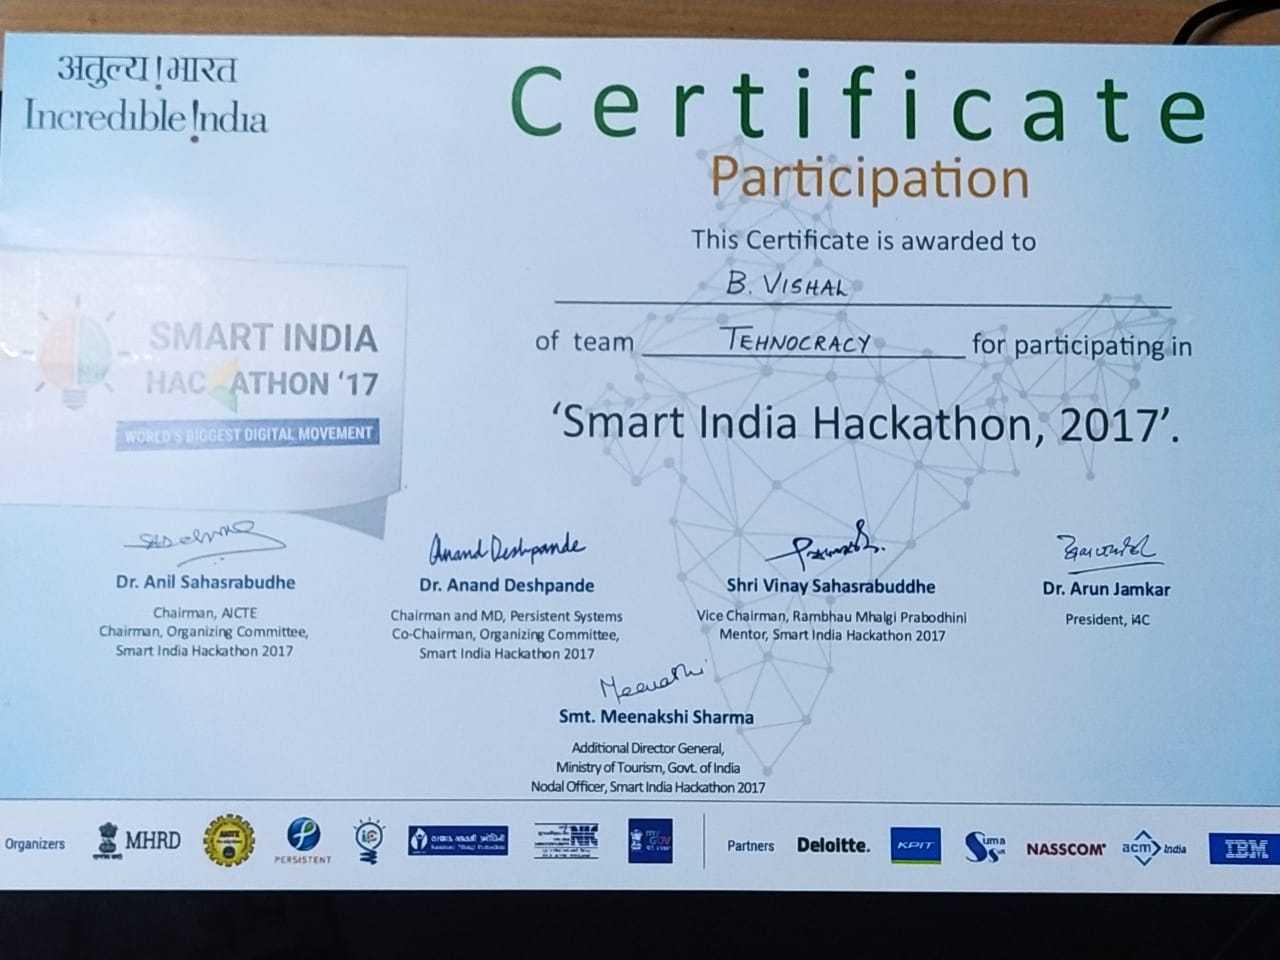 अतुल्य!भारत
Incredible!ndia
Certificate
Participation
This Certificate is awarded to
B. VISHAL
of team TEHNOCRACY for participating in
'Smart India Hackathon, 2017'.
SMART INDIA
HACKATHON '17
WORLD'S BIGGEST DIGITAL MOVEMENT
Dr. Anil Sahasrabudhe
Chairman, AICTE
Chairman, Organizing Committee,
Smart India Hackathon 2017
Anand Deshpande
Dr. Anand Deshpande
Chairman and MD, Persistent Systems
Co-Chairman, Organizing Committee,
Smart India Hackathon 2017
Shri Vinay Sahasrabuddhe
Vice Chairman, Rambhau Mhalgi Prabodhini
Mentor, Smart India Hackathon 2017
Dr. Arun Jamkar
President, i4C
Meenakshi
Smt. Meenakshi Sharma
Additional Director General,
Ministry of Tourism, Govt. of India
Nodal Officer, Smart India Hackathon 2017
Organizers
MHRD
AICTE
PERSISTENT
myGov
Partners
Deloitte.
KPIT
Suma
Soft
NASSCOM
acm India
IBM